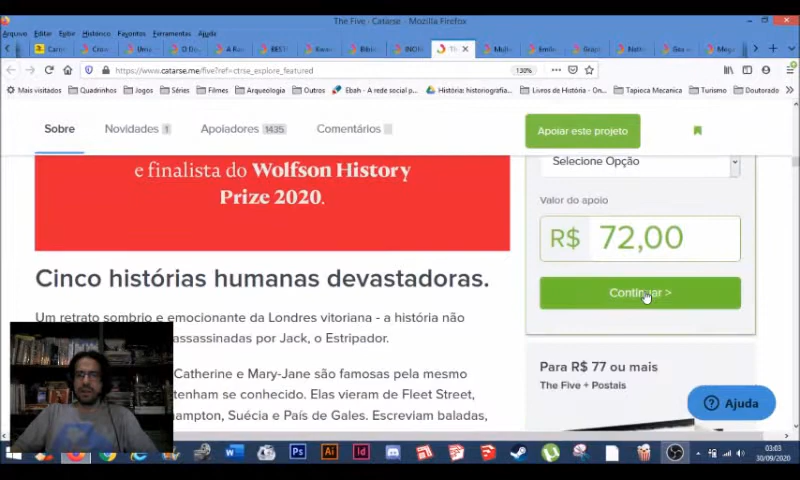 The Five · Catarse - Mozilla Firefox
Arquivo Editar Exibir Histórico Favoritos Ferramentas Ajuda
https://www.catarse.me/five?ref=ctrse_explore_featured
130%
Mais visitados Quadrinhos Jogos Séries Filmes Arqueologia Outros Ebah - A rede social p... História: historiografia... Livros de História - On... Tapioca Mecanica Turismo Doutorado
Sobre Novidades 1 Apoiadores 1435 Comentários Apoiar este projeto
e finalista do Wolfson History
Prize 2020.
Selecione Opção
Valor do apoio
R$ 72,00
Continuar >
Cinco histórias humanas devastadoras.
Um retrato sombrio e emocionante da Londres vitoriana - a história não
assassinadas por Jack, o Estripador.
Catherine e Mary-Jane são famosas pela mesmo
tenham se conhecido. Elas vieram de Fleet Street,
hampton, Suécia e País de Gales. Escreviam baladas,
Para R$ 77 ou mais
The Five + Postais
Ajuda
03:03
30/09/2020